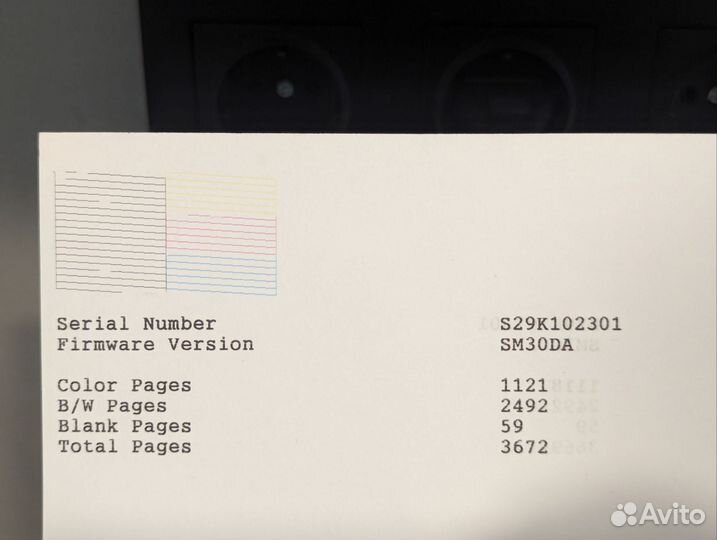 Serial Number S29K102301
Firmware Version SM30DA
Color Pages 1121
B/W Pages 2492
Blank Pages 59
Total Pages 3672
Avito